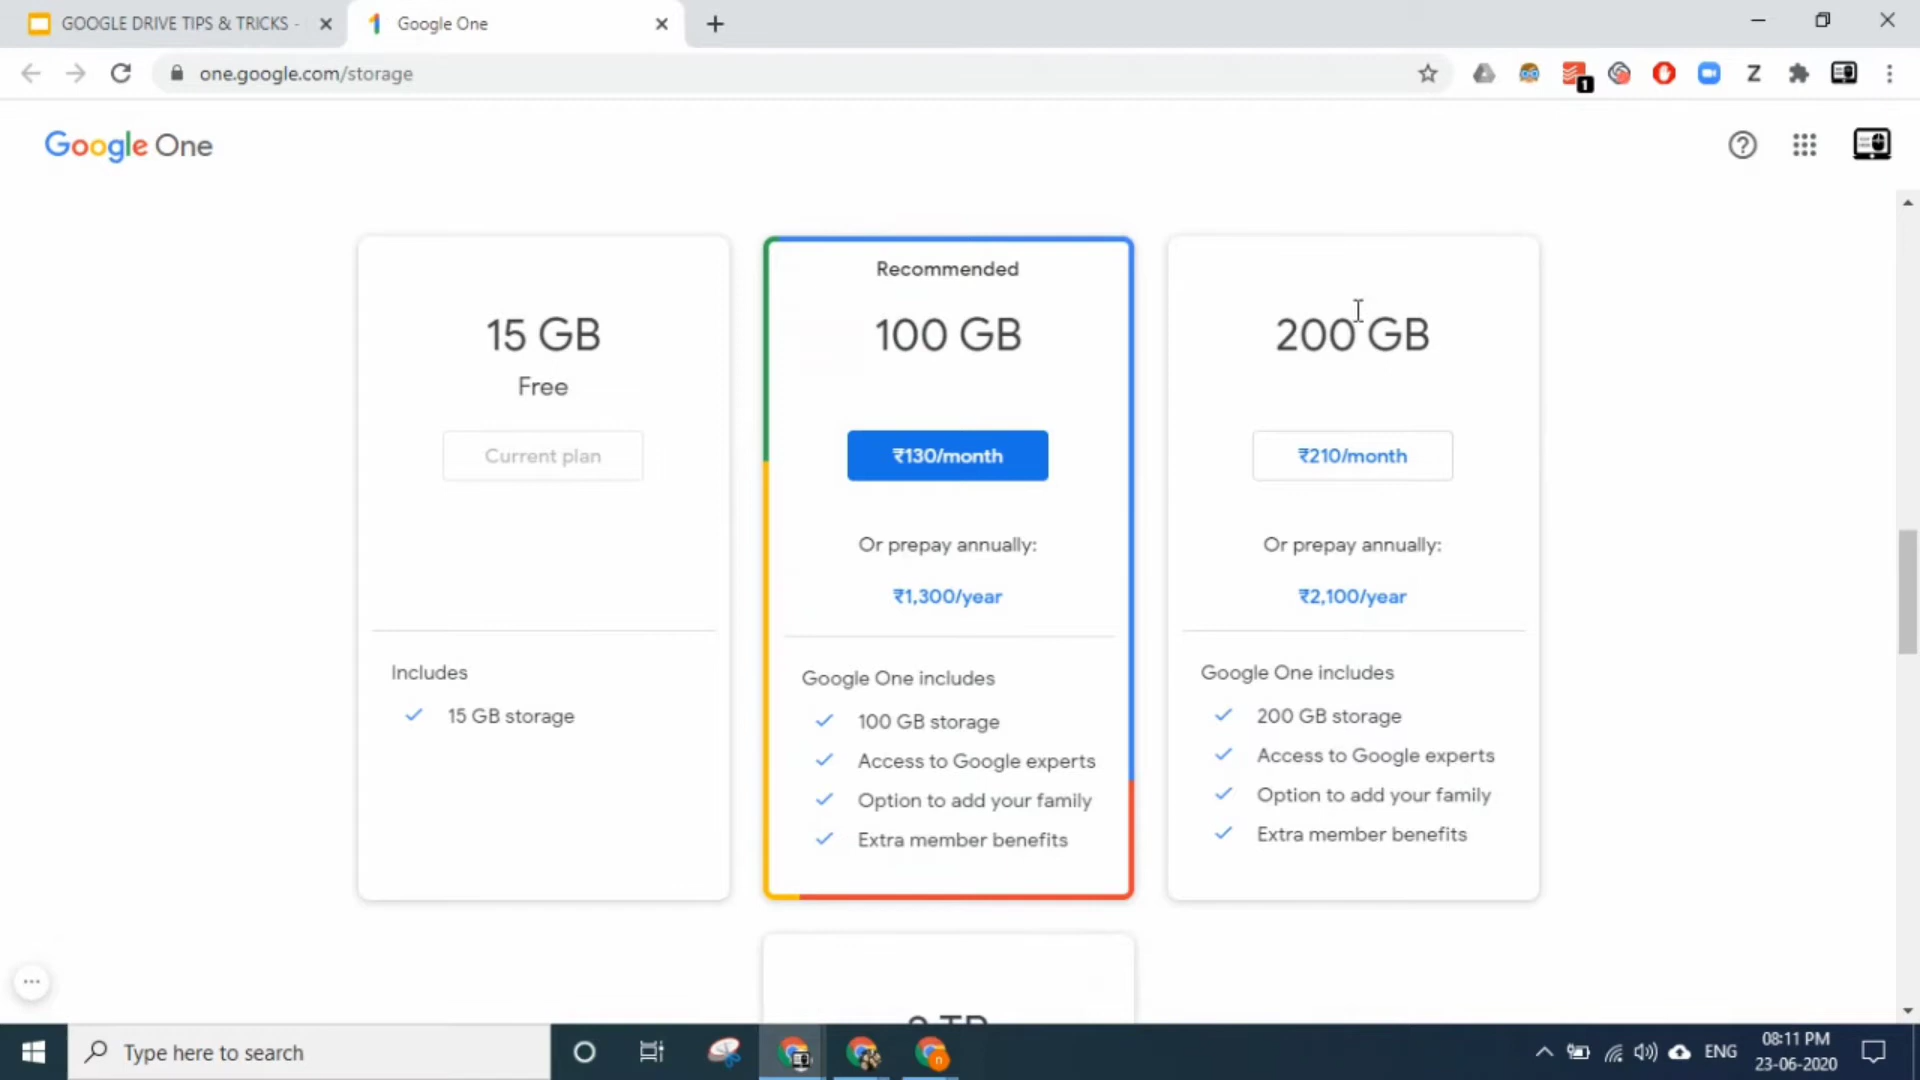 GOOGLE DRIVE TIPS & TRICKS -
Google One
one.google.com/storage
1
Z
Google One
15 GB
Free
Current plan
Includes
15 GB storage
Recommended
100 GB
₹130/month
Or prepay annually:
₹1,300/year
Google One includes
100 GB storage
Access to Google experts
Option to add your family
Extra member benefits
200 GB
₹210/month
Or prepay annually:
₹2,100/year
Google One includes
200 GB storage
Access to Google experts
Option to add your family
Extra member benefits
Type here to search
ENG
08:11 PM
23-06-2020